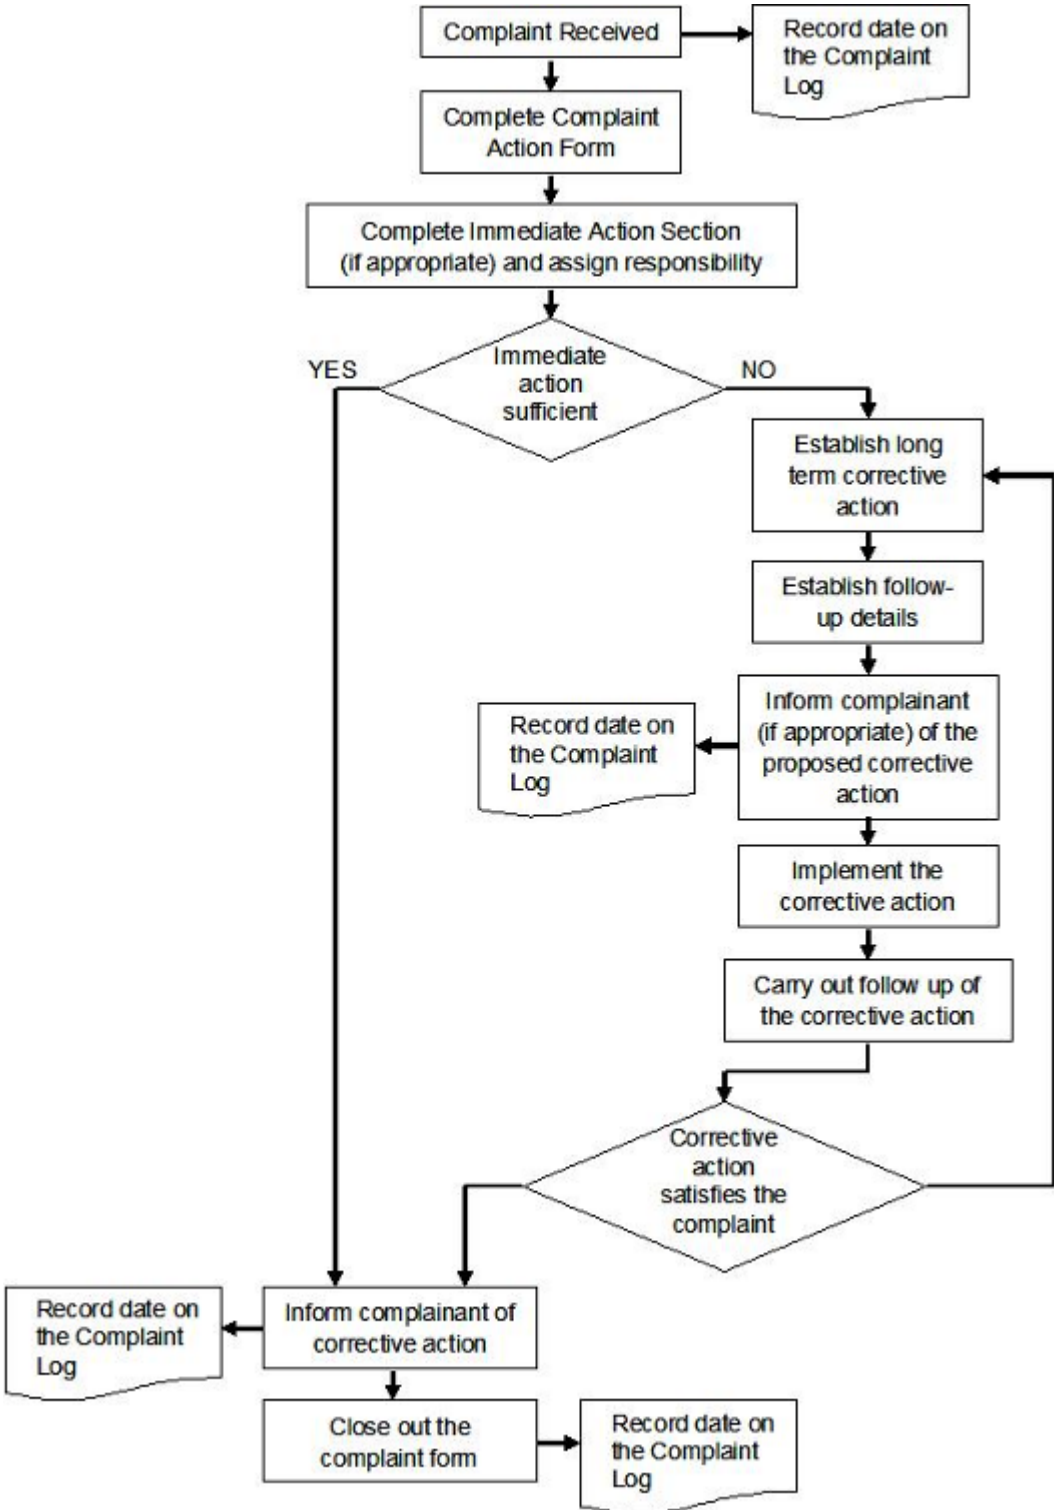 Complaint Received
Record date on
the Complaint
Log
Complete Complaint
Action Form
Complete Immediate Action Section
(if appropriate) and assign responsibility
Immediate
action
sufficient
YES
NO
Establish long
term corrective
action
Establish follow-
up details
Inform complainant
(if appropriate) of the
proposed corrective
action
Record date on
the Complaint
Log
Implement the
corrective action
Carry out follow up of
the corrective action
Corrective
action
satisfies the
complaint
Inform complainant of
corrective action
Record date on
the Complaint
Log
Close out the
complaint form
Record date on
the Complaint
Log